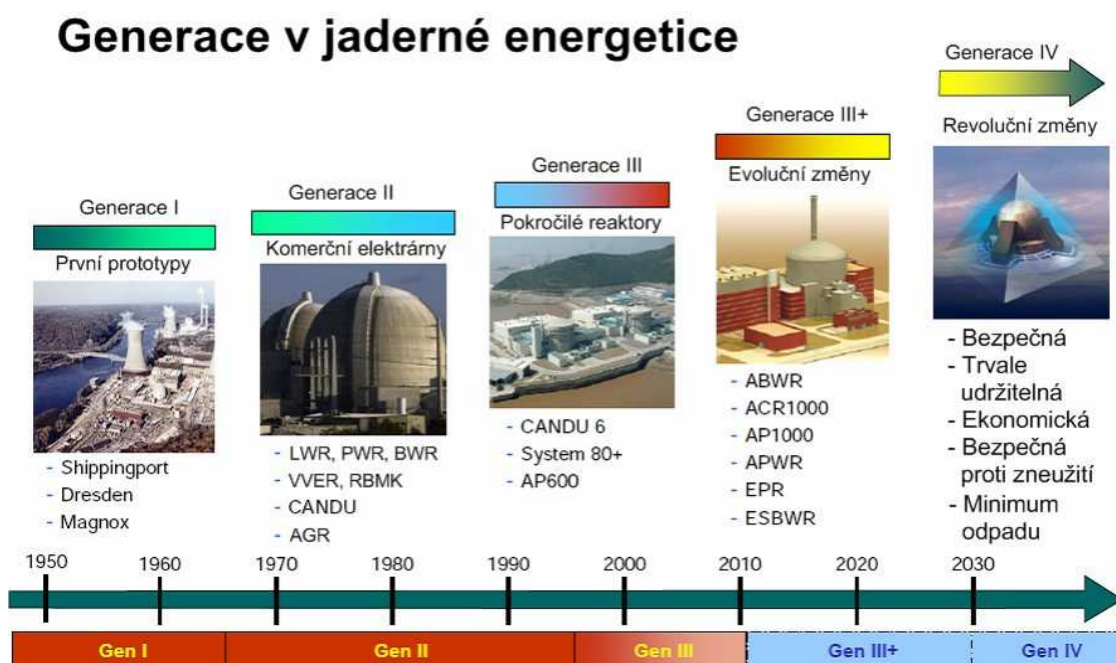 Generace v jaderné energetice
Generace I
První prototypy
- Shippingport
- Dresden
- Magnox
Generace II
Komerční elektrárny
- LWR, PWR, BWR
- VVER, RBMK
- CANDU
- AGR
Generace III
Pokročilé reaktory
- CANDU 6
- System 80+
- AP600
Generace III+
Evoluční změny
- ABWR
- ACR1000
- AP1000
- APWR
- EPR
- ESBWR
Generace IV
Revoluční změny
- Bezpečná
- Trvale
udržitelná
- Ekonomická
- Bezpečná
proti zneužití
- Minimum
odpadu
1950 1960 1970 1980 1990 2000 2010 2020 2030
Gen I Gen II Gen III Gen III+ Gen IV